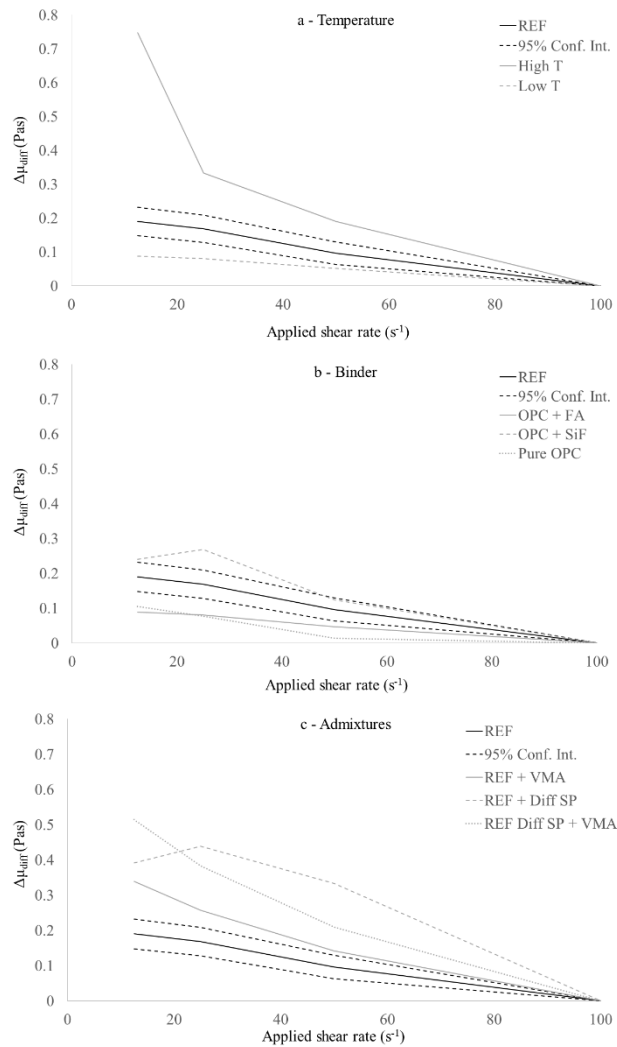 a - Temperature
REF
95% Conf. Int.
High T
Low T
Δμdiff (Pas)
0.8
0.7
0.6
0.5
0.4
0.3
0.2
0.1
0
0 20 40 60 80 100
Applied shear rate (s⁻¹)
b - Binder
REF
95% Conf. Int.
OPC + FA
OPC + SiF
Pure OPC
Δμdiff (Pas)
0.8
0.7
0.6
0.5
0.4
0.3
0.2
0.1
0
0 20 40 60 80 100
Applied shear rate (s⁻¹)
c - Admixtures
REF
95% Conf. Int.
REF + VMA
REF + Diff SP
REF Diff SP + VMA
Δμdiff (Pas)
0.8
0.7
0.6
0.5
0.4
0.3
0.2
0.1
0
0 20 40 60 80 100
Applied shear rate (s⁻¹)